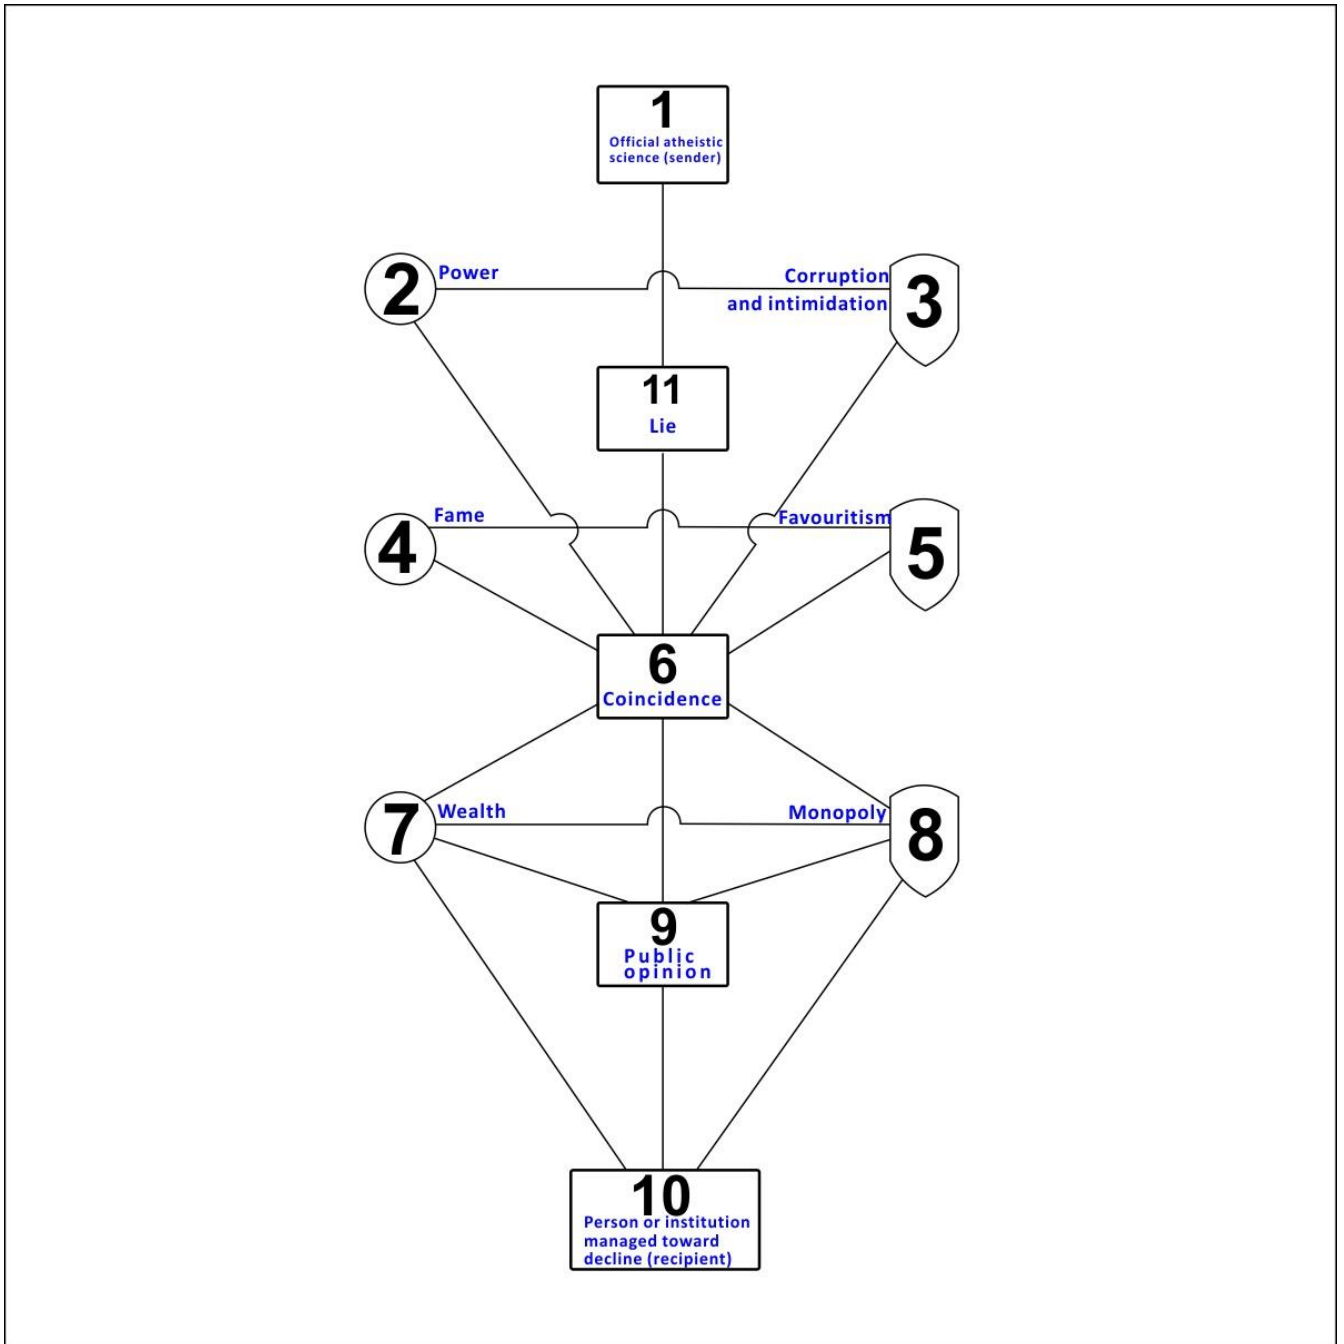 1
Official atheistic
science (sender)
2
Power
Corruption
and intimidation
3
11
Lie
4
Fame
Favouritism
5
6
Coincidence
7
Wealth
Monopoly
8
9
Public
opinion
10
Person or institution
managed toward
decline (recipient)